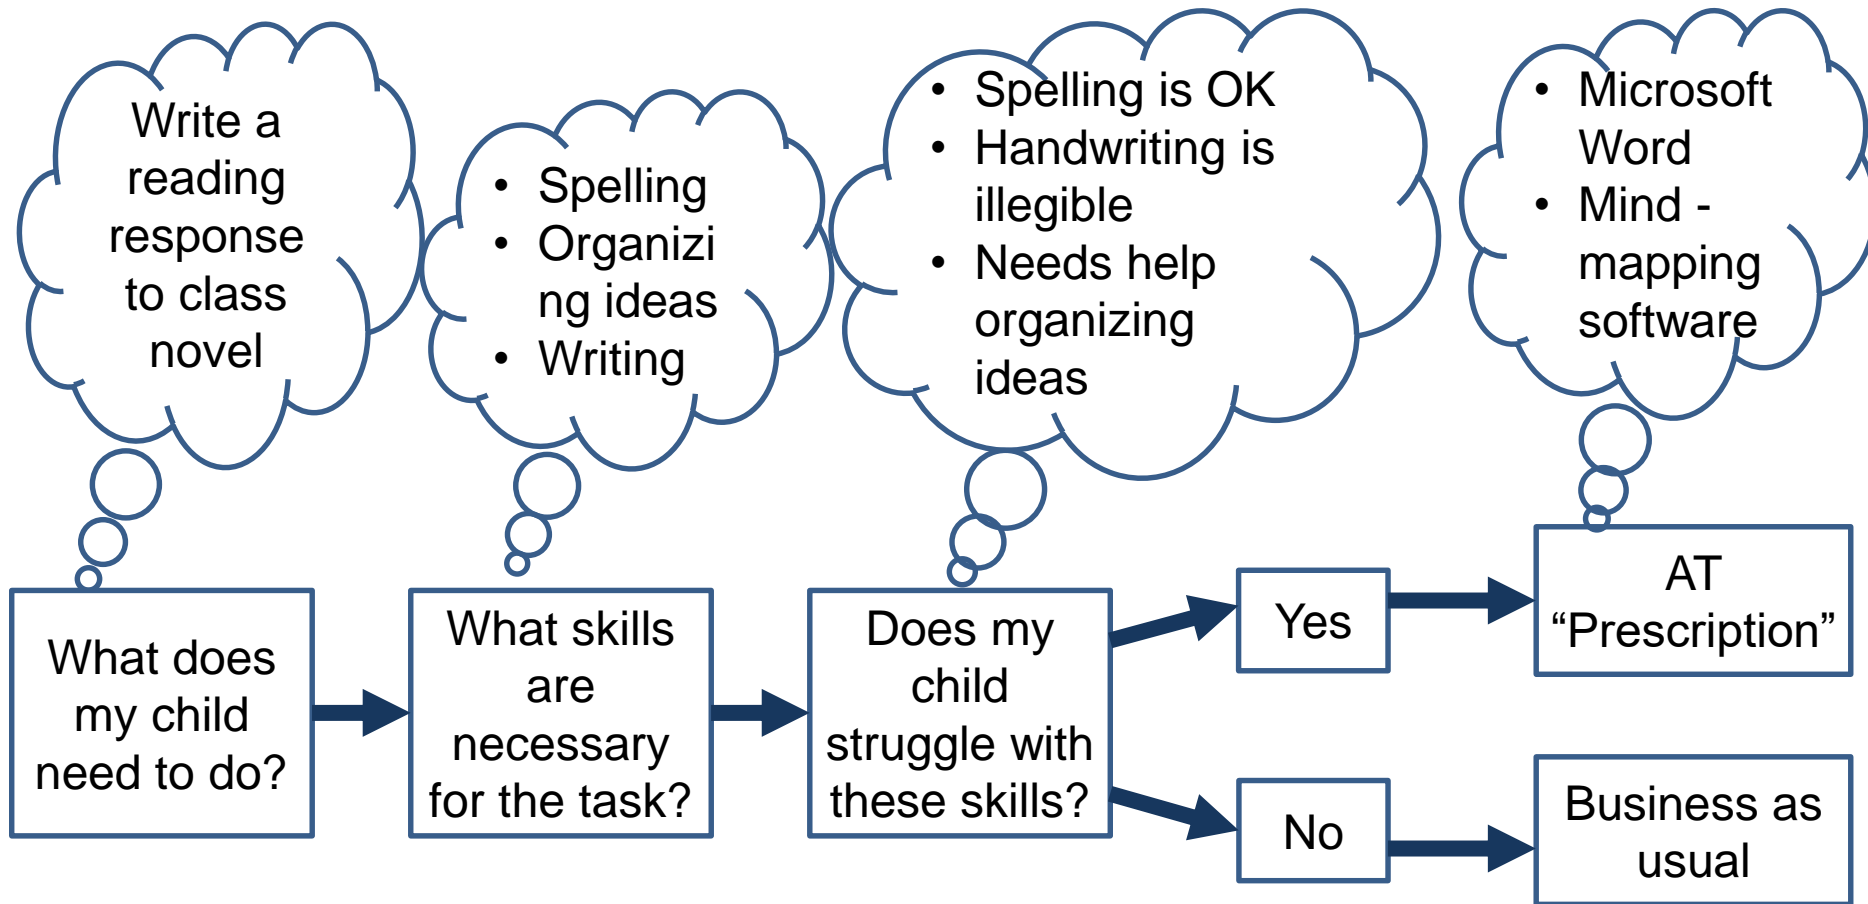 Write a
reading
response
to class
novel
• Spelling
• Organizi
ng ideas
• Writing
• Spelling is OK
• Handwriting is
illegible
• Needs help
organizing
ideas
• Microsoft
Word
• Mind -
mapping
software
What does
my child
need to do?
What skills
are
necessary
for the task?
Does my
child
struggle with
these skills?
Yes
AT
“Prescription”
No
Business as
usual